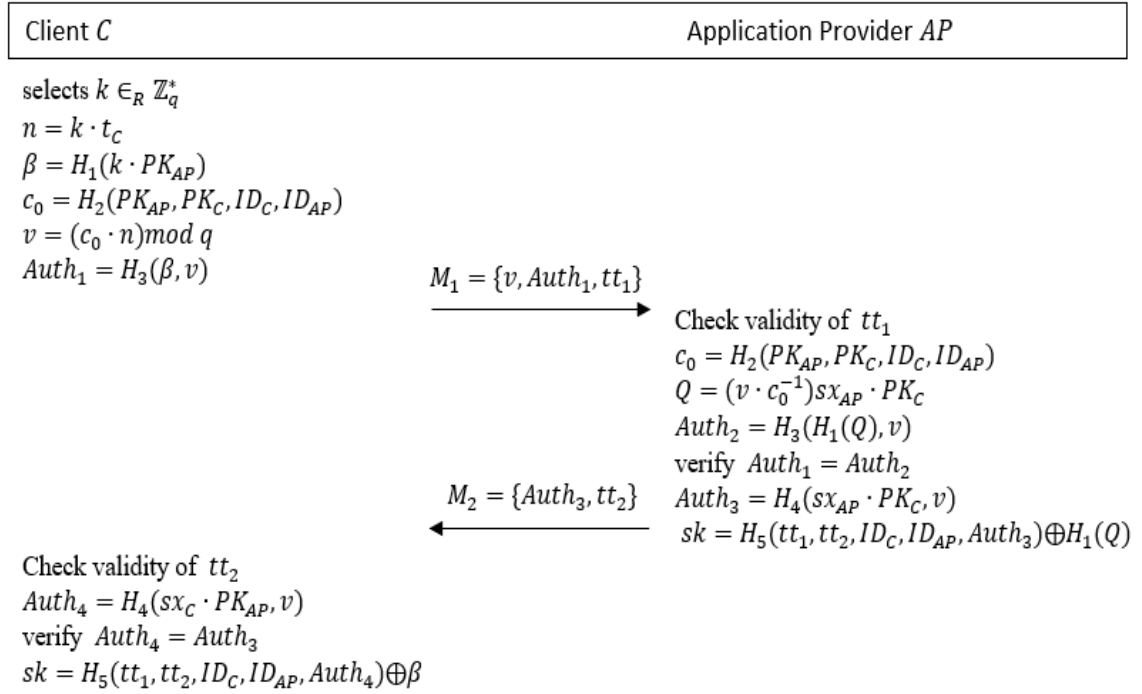 Client C
Application Provider AP
selects k ∈_R ℤ_q^*
n = k · t_C
β = H_1(k · PK_AP)
c_0 = H_2(PK_AP, PK_C, ID_C, ID_AP)
v = (c_0 · n)mod q
Auth_1 = H_3(β, v)
M_1 = {v, Auth_1, tt_1}
Check validity of tt_1
c_0 = H_2(PK_AP, PK_C, ID_C, ID_AP)
Q = (v · c_0^{-1})sx_AP · PK_C
Auth_2 = H_3(H_1(Q), v)
verify Auth_1 = Auth_2
Auth_3 = H_4(sx_AP · PK_C, v)
sk = H_5(tt_1, tt_2, ID_C, ID_AP, Auth_3)⊕H_1(Q)
M_2 = {Auth_3, tt_2}
Check validity of tt_2
Auth_4 = H_4(sx_C · PK_AP, v)
verify Auth_4 = Auth_3
sk = H_5(tt_1, tt_2, ID_C, ID_AP, Auth_4)⊕β